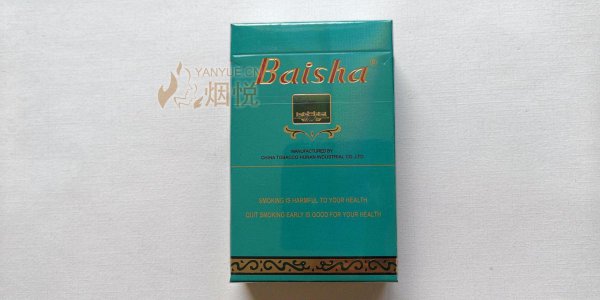 YANYUE.CN
烟悦
Baisha®
MANUFACTURED BY
CHINA TOBACCO HUNAN INDUSTRIAL CO.,LTD
SMOKING IS HARMFUL TO YOUR HEALTH
QUIT SMOKING EARLY IS GOOD FOR YOUR HEALTH